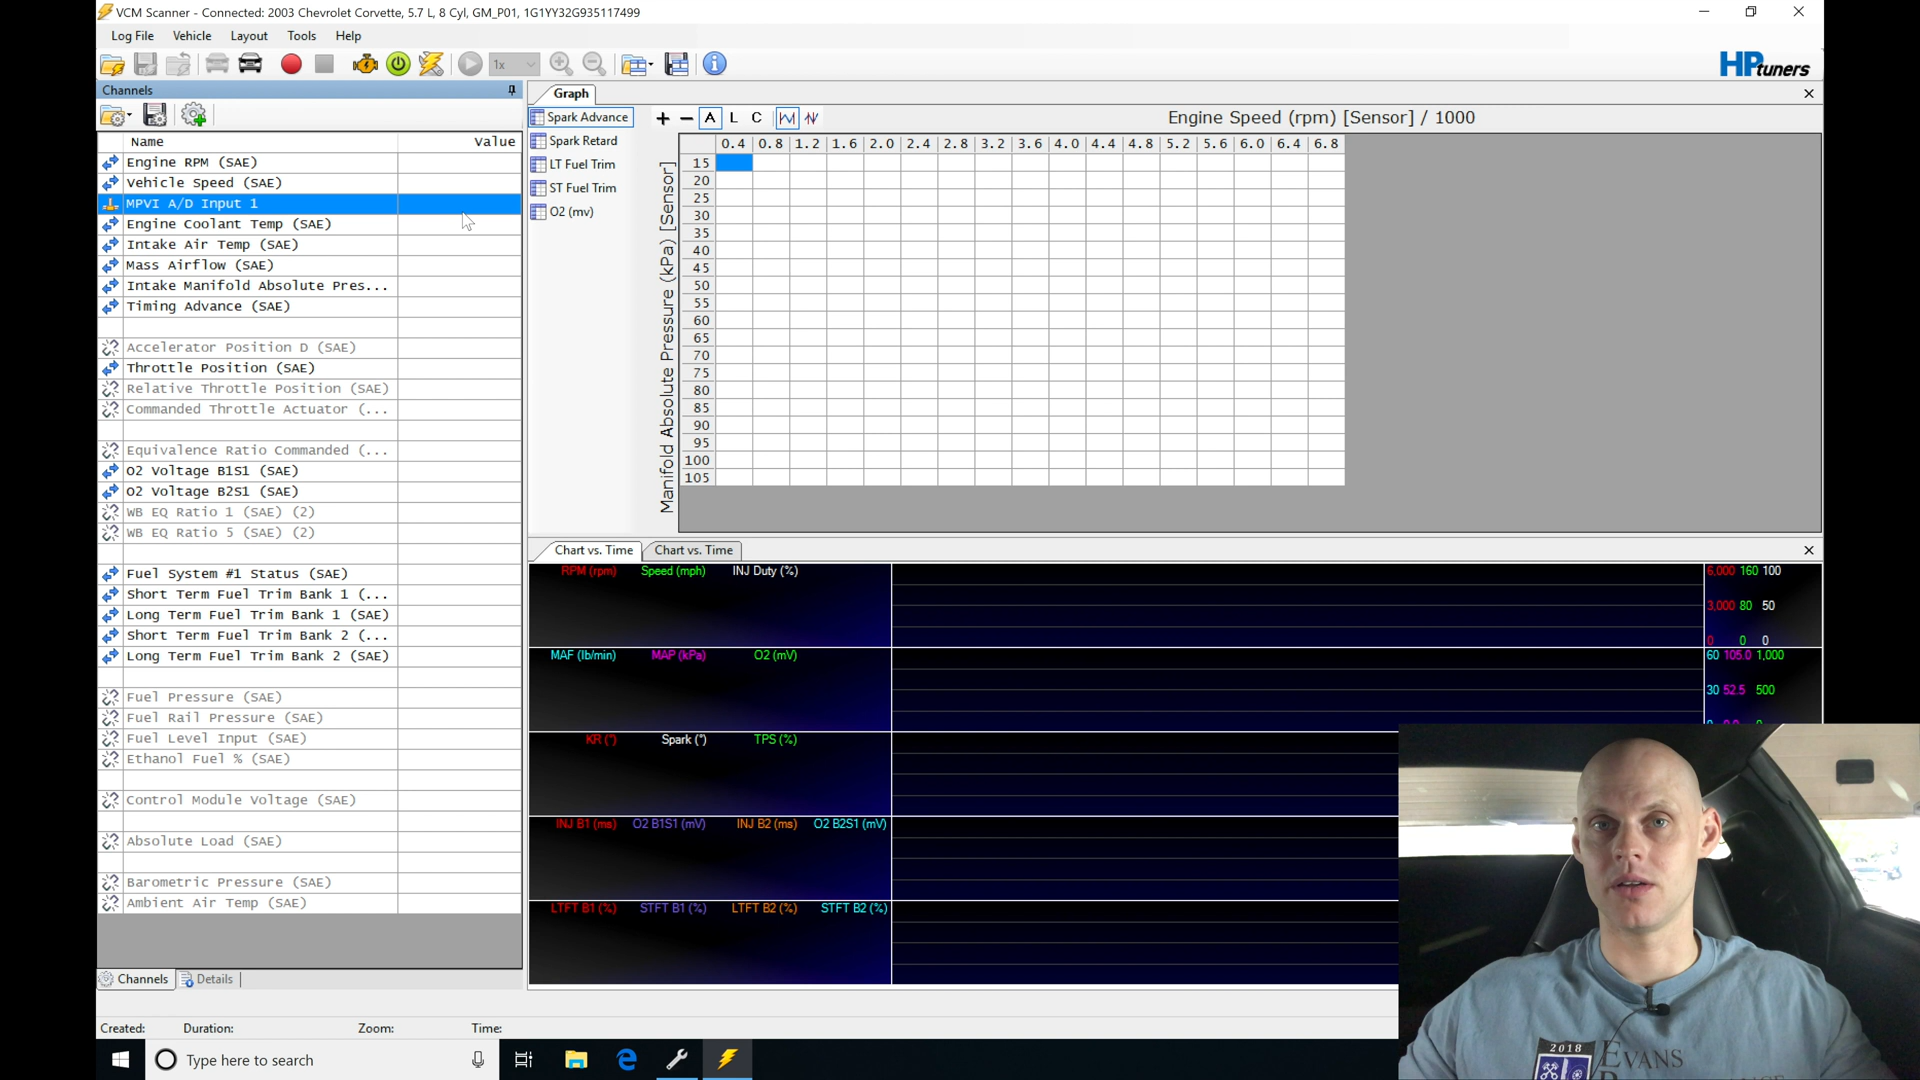 VCM Scanner - Connected: 2003 Chevrolet Corvette, 5.7 L, 8 Cyl, GM_P01, 1G1YY32G935117499
Log File Vehicle Layout Tools Help
1x
HPtuners
Channels
Name Value
Engine RPM (SAE)
Vehicle Speed (SAE)
MPVI A/D Input 1
Engine Coolant Temp (SAE)
Intake Air Temp (SAE)
Mass Airflow (SAE)
Intake Manifold Absolute Pres...
Timing Advance (SAE)
Accelerator Position D (SAE)
Throttle Position (SAE)
Relative Throttle Position (SAE)
Commanded Throttle Actuator (...
Equivalence Ratio Commanded (...
O2 Voltage B1S1 (SAE)
O2 Voltage B2S1 (SAE)
WB EQ Ratio 1 (SAE) (2)
WB EQ Ratio 5 (SAE) (2)
Fuel System #1 Status (SAE)
Short Term Fuel Trim Bank 1 (...
Long Term Fuel Trim Bank 1 (SAE)
Short Term Fuel Trim Bank 2 (...
Long Term Fuel Trim Bank 2 (SAE)
Fuel Pressure (SAE)
Fuel Rail Pressure (SAE)
Fuel Level Input (SAE)
Ethanol Fuel % (SAE)
Control Module Voltage (SAE)
Absolute Load (SAE)
Barometric Pressure (SAE)
Ambient Air Temp (SAE)
Channels Details
Graph
Spark Advance
Spark Retard
LT Fuel Trim
ST Fuel Trim
O2 (mv)
+ - A L C
Engine Speed (rpm) [Sensor] / 1000
Manifold Absolute Pressure (kPa) [Sensor]
0.4 0.8 1.2 1.6 2.0 2.4 2.8 3.2 3.6 4.0 4.4 4.8 5.2 5.6 6.0 6.4 6.8
15
20
25
30
35
40
45
50
55
60
65
70
75
80
85
90
95
100
105
Chart vs. Time Chart vs. Time
RPM (rpm) Speed (mph) INJ Duty (%)
6,000 160 100
3,000 80 50
0 0 0
MAF (lb/min) MAP (kPa) O2 (mV)
60 105.0 1,000
30 52.5 500
KR (°) Spark (°) TPS (%)
INJ B1 (ms) O2 B1S1 (mV) INJ B2 (ms) O2 B2S1 (mV)
LTFT B1 (%) STFT B1 (%) LTFT B2 (%) STFT B2 (%)
Created: Duration: Zoom: Time:
Type here to search
2018
EVANS